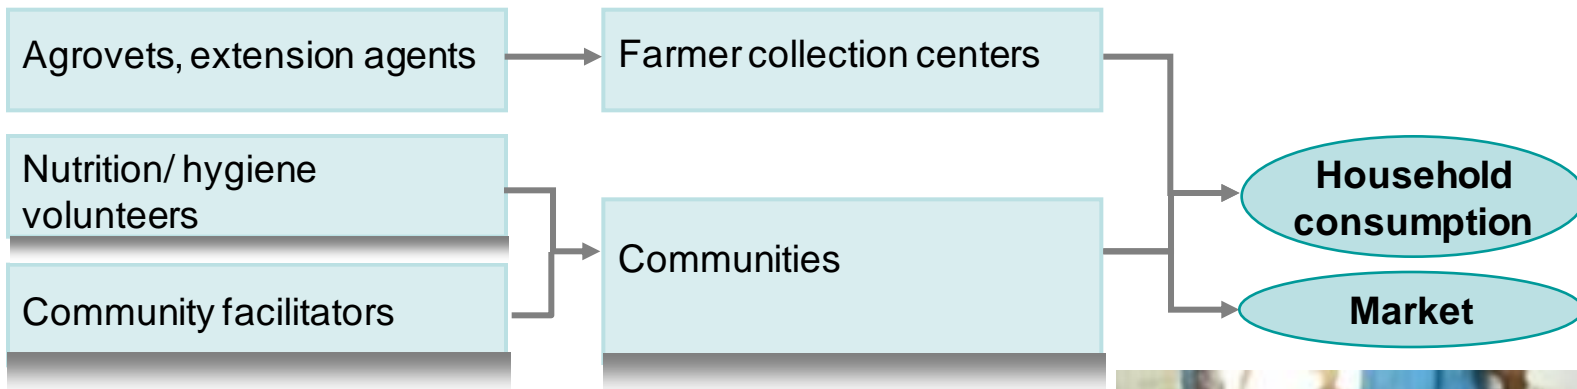 Agrovets, extension agents
Farmer collection centers
Nutrition/ hygiene
volunteers
Communities
Community facilitators
Household
consumption
Market